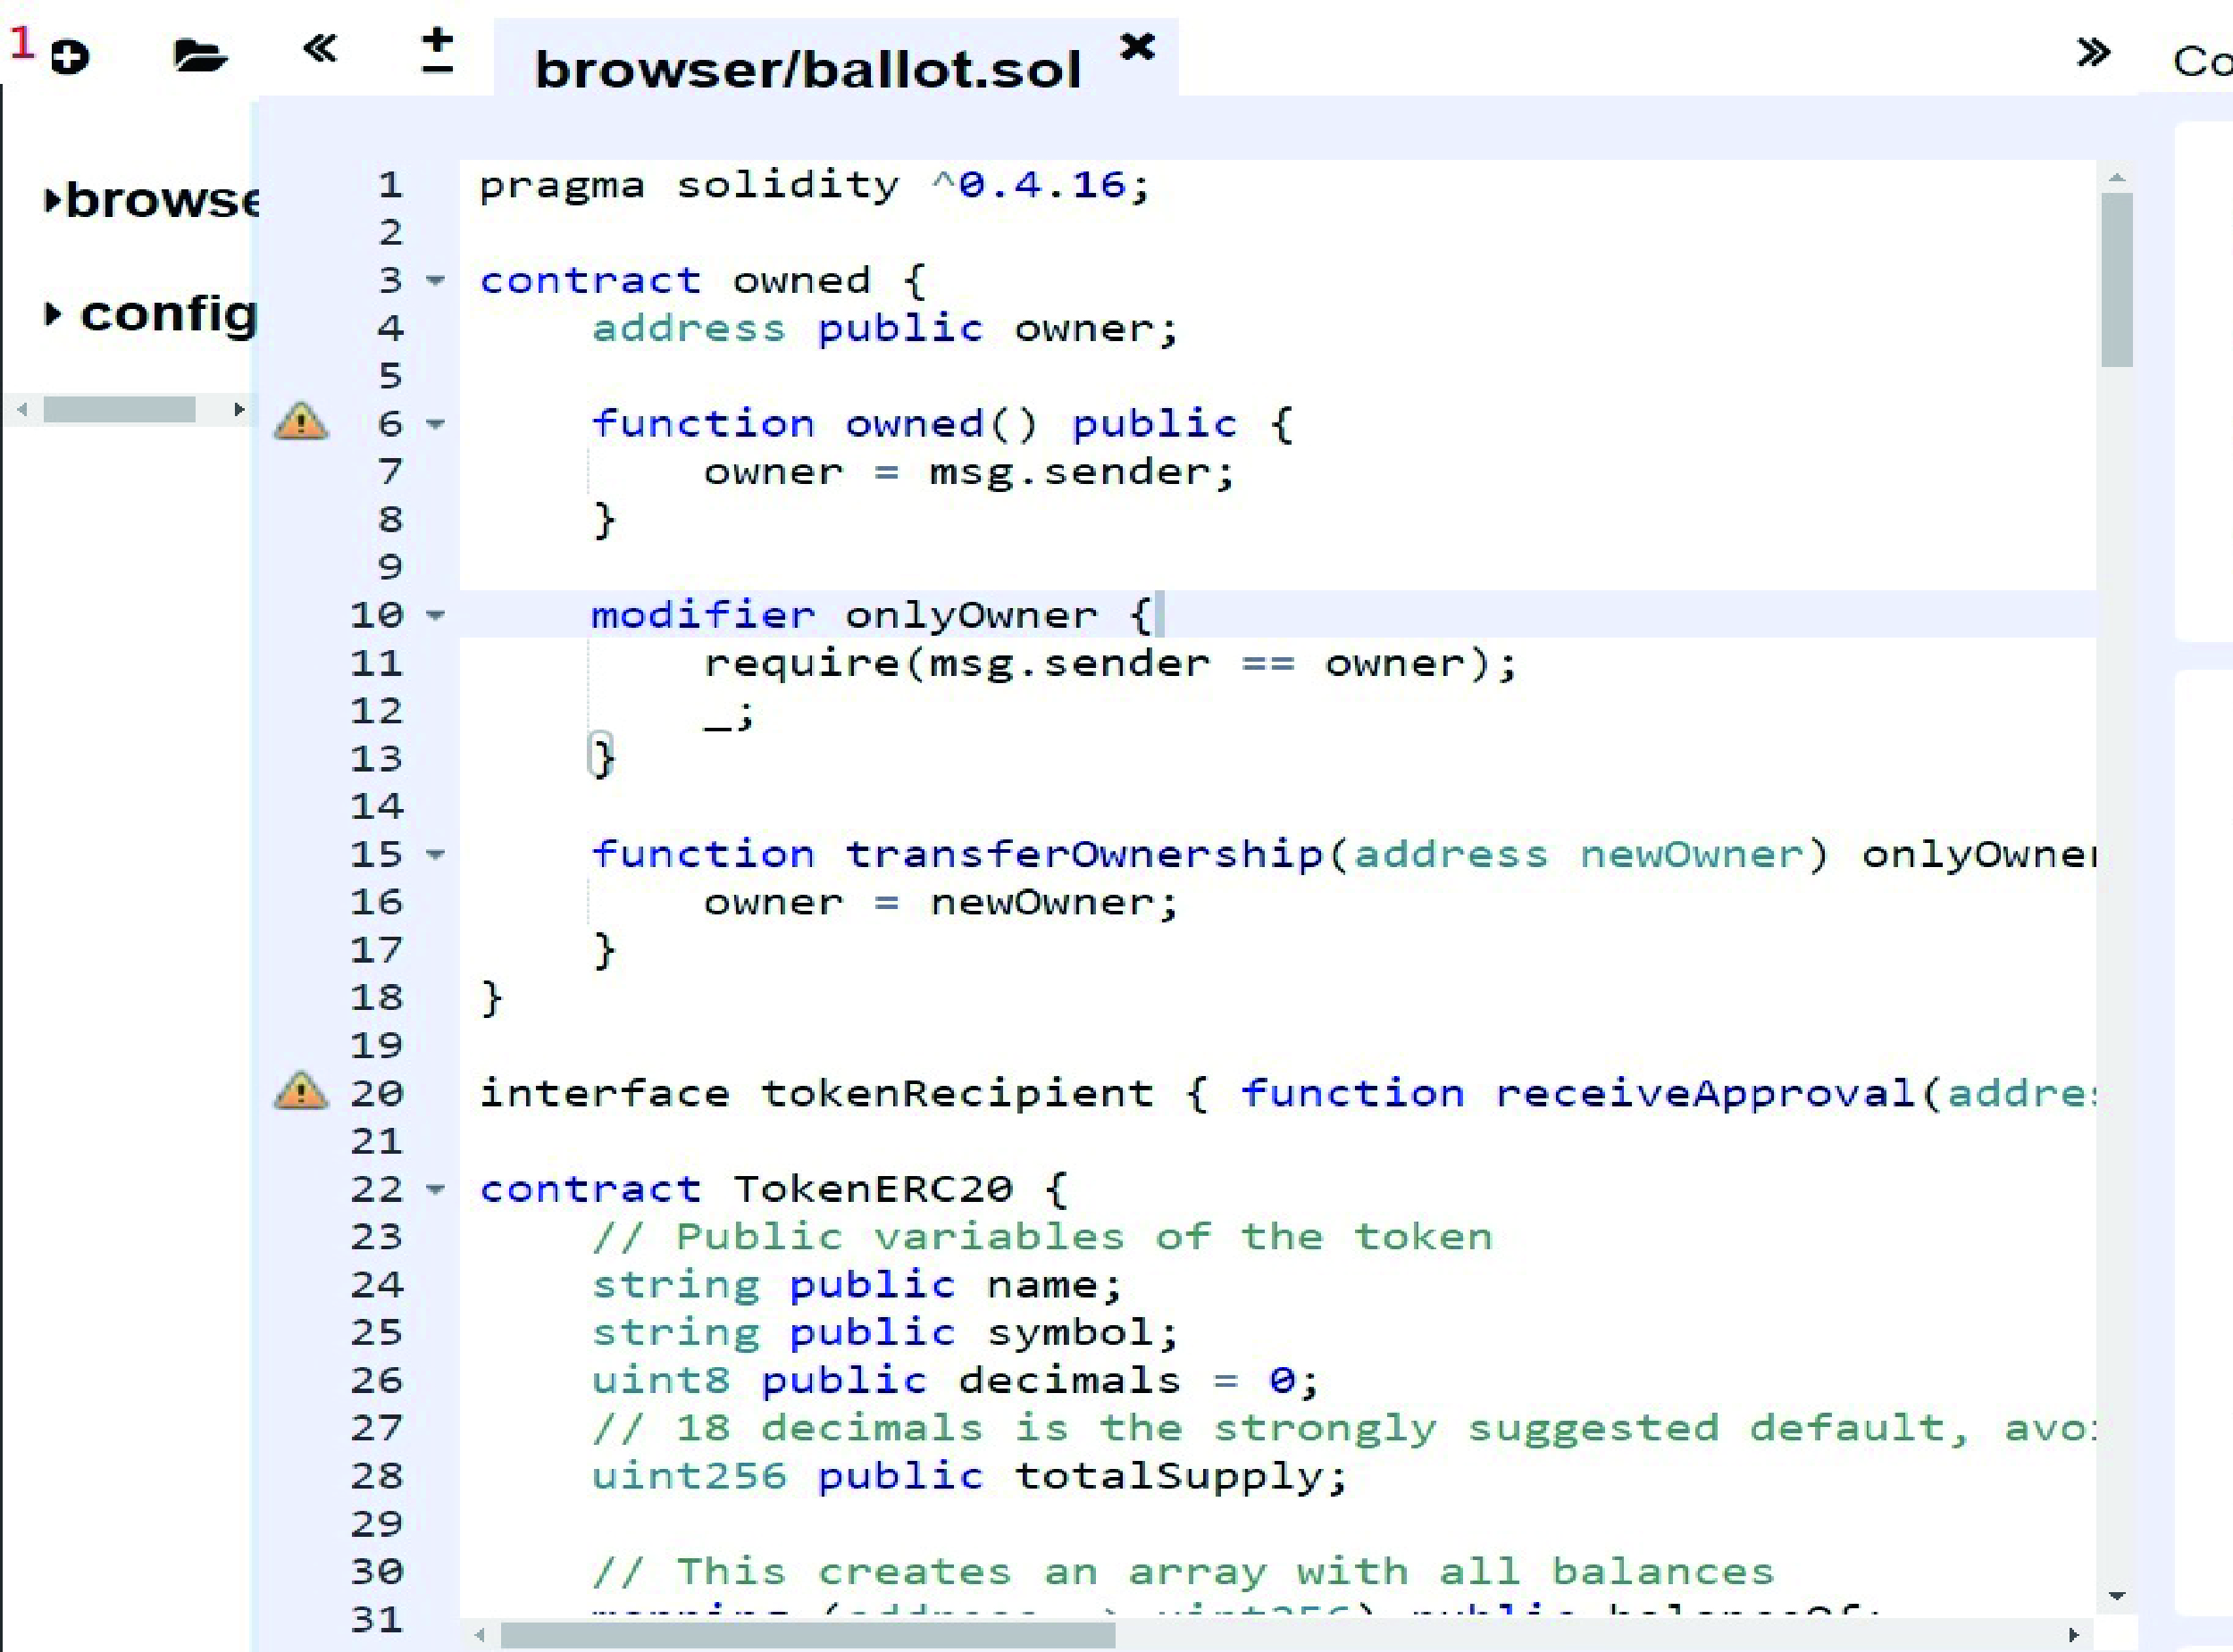 1 browser/ballot.sol
browse
config
1 pragma solidity ^0.4.16;
2
3 contract owned {
4 address public owner;
5
6 function owned() public {
7 owner = msg.sender;
8 }
9
10 modifier onlyOwner {
11 require(msg.sender == owner);
12 _;
13 }
14
15 function transferOwnership(address newOwner) onlyOwner
16 owner = newOwner;
17 }
18 }
19
20 interface tokenRecipient { function receiveApproval(addres
21
22 contract TokenERC20 {
23 // Public variables of the token
24 string public name;
25 string public symbol;
26 uint8 public decimals = 0;
27 // 18 decimals is the strongly suggested default, avo
28 uint256 public totalSupply;
29
30 // This creates an array with all balances
31